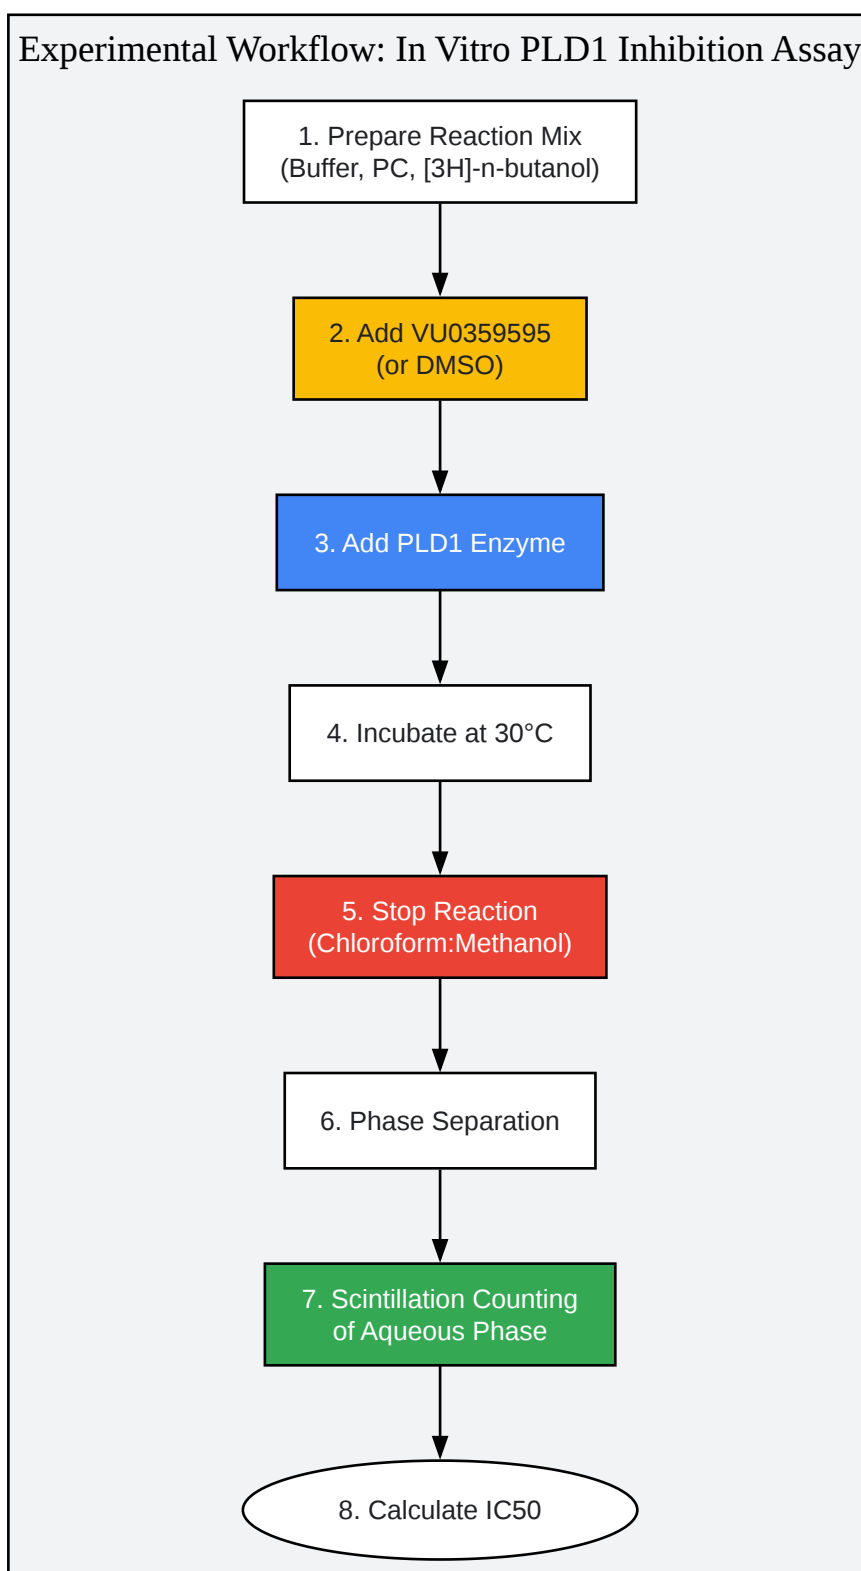 Experimental Workflow: In Vitro PLD1 Inhibition Assay
1. Prepare Reaction Mix
(Buffer, PC, [3H]-n-butanol)
2. Add VU0359595
(or DMSO)
3. Add PLD1 Enzyme
4. Incubate at 30°C
5. Stop Reaction
(Chloroform:Methanol)
6. Phase Separation
7. Scintillation Counting
of Aqueous Phase
8. Calculate IC50